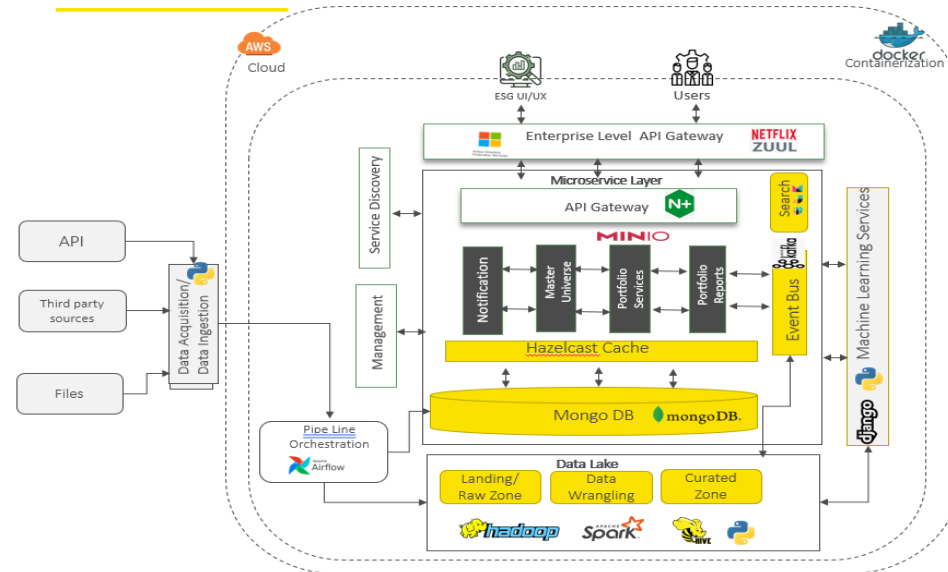 AWS
Cloud
docker
Containerization
ESG UI/UX
Users
Enterprise Level API Gateway
NETFLIX
ZUUL
Microservice Layer
API Gateway
N+
Search
Service Discovery
Management
MINIO
kafka
Notification
Master
Universe
Portfolio
Services
Portfolio
Reports
Event Bus
Machine Learning Services
django
Hazelcast Cache
Mongo DB
mongoDB.
API
Third party
sources
Files
Data Acquisition/
Data Ingestion
Pipe Line
Orchestration
Airflow
Data Lake
Landing/
Raw Zone
Data
Wrangling
Curated
Zone
hadoop
APACHE
Spark
HIVE